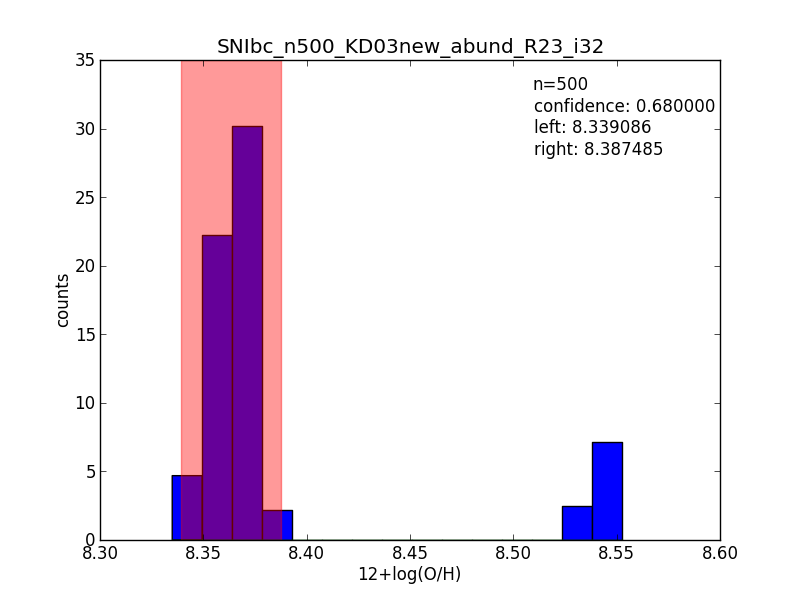 SNIbc_n500_KD03new_abund_R23_i32
n=500
confidence: 0.680000
left: 8.339086
right: 8.387485
35
30
25
20
15
10
5
0
counts
8.30 8.35 8.40 8.45 8.50 8.55 8.60
12+log(O/H)